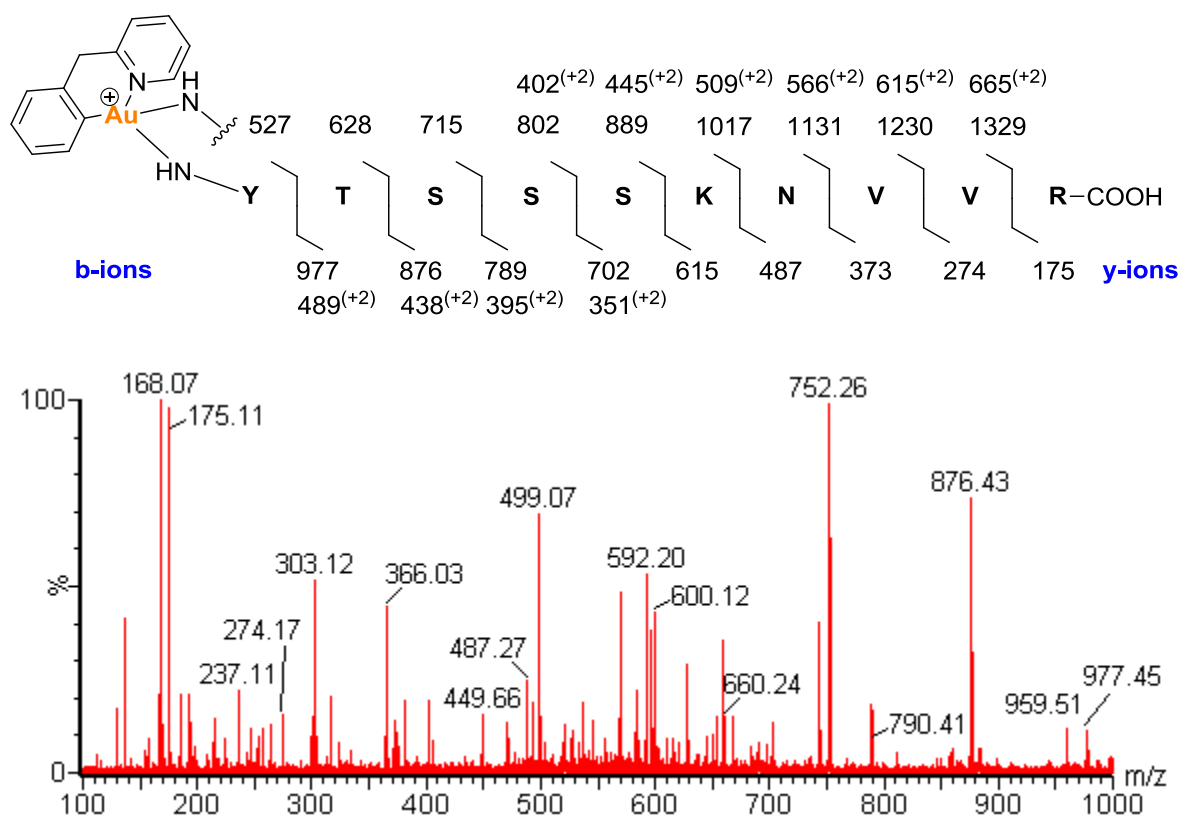 402(+2) 445(+2) 509(+2) 566(+2) 615(+2) 665(+2)
N H
⊕
Au N 527 628 715 802 889 1017 1131 1230 1329
HN Y T S S S K N V V R–COOH
b-ions 977 876 789 702 615 487 373 274 175 y-ions
489(+2) 438(+2) 395(+2) 351(+2)
100 168.07 752.26
175.11
876.43
499.07
303.12 592.20
366.03
600.12
%
274.17
487.27
237.11 977.45
449.66 660.24 959.51
790.41
0 m/z
100 200 300 400 500 600 700 800 900 1000